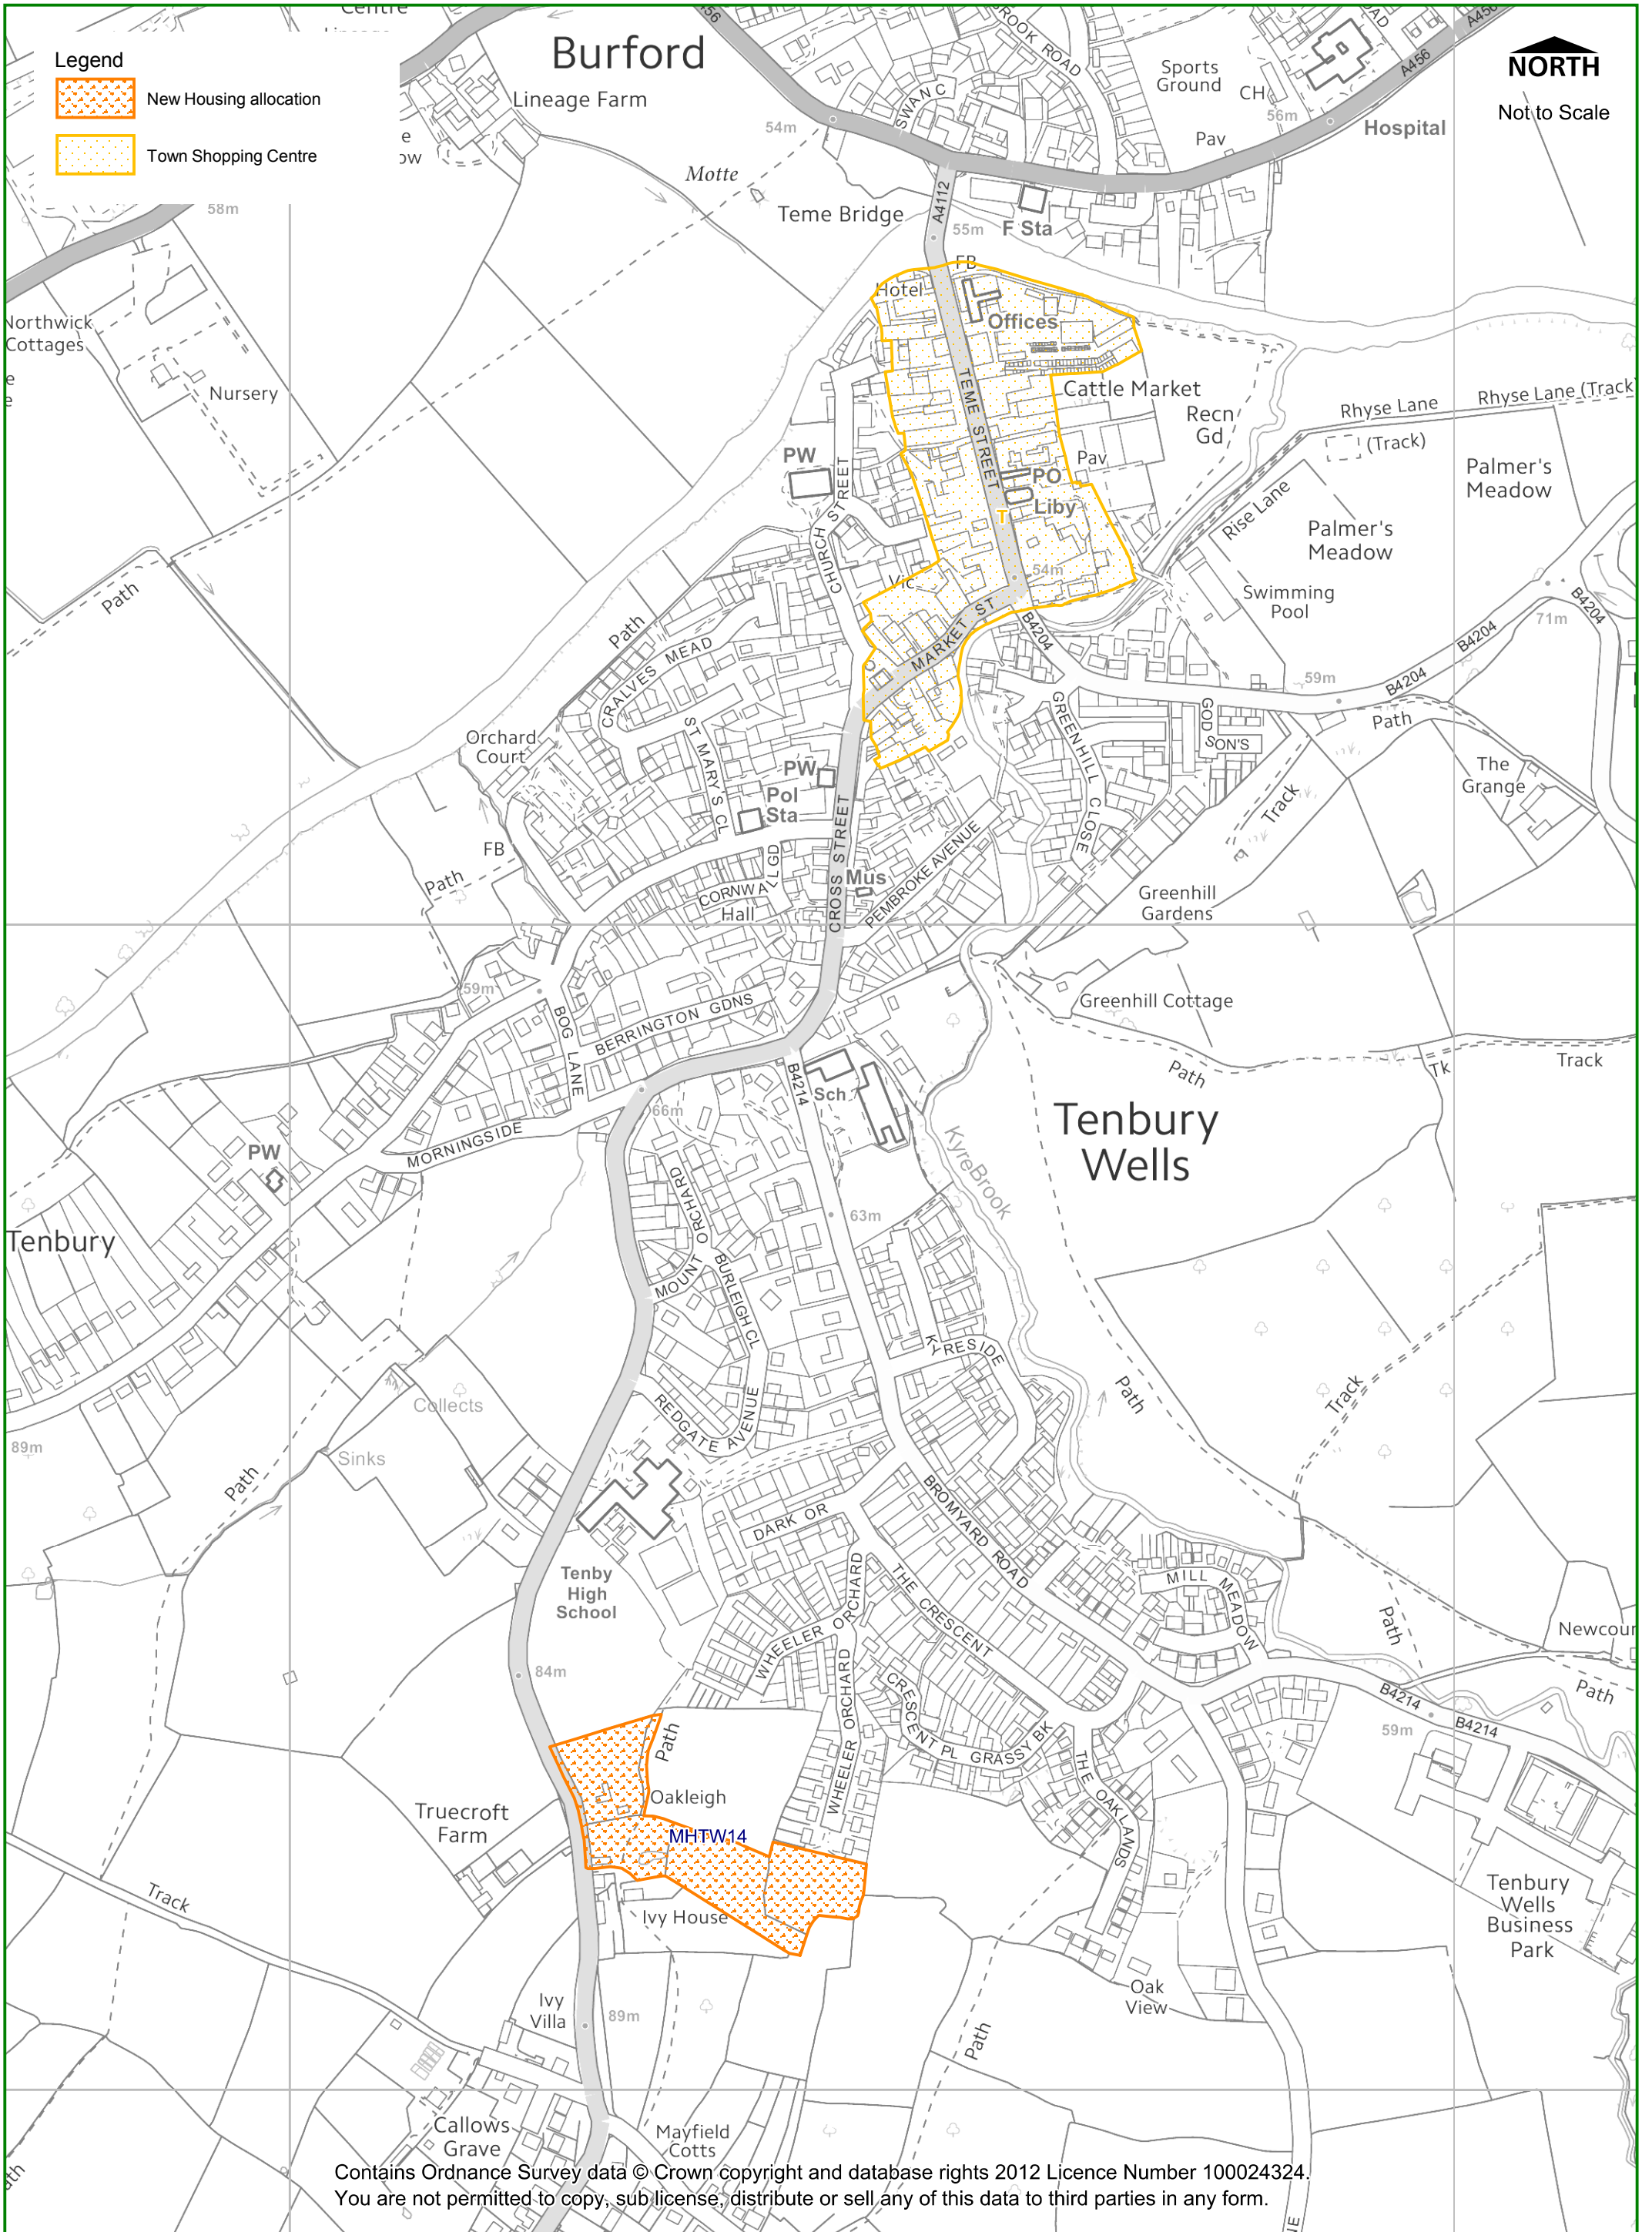 Centre
Legend
New Housing allocation
Town Shopping Centre
Burford
Lineage Farm
NORTH
Not to Scale
BROOK ROAD
Sports
Ground
CH
A456
A456
56m
Hospital
Pav
SWAN C
54m
Motte
Teme Bridge
A4112
55m
F Sta
58m
FB
Hotel
Offices
Northwick
Cottages
Nursery
TEME STREET
Cattle Market
Recn
Gd
Rhyse Lane
Rhyse Lane (Track
(Track)
PW
Pav
PO
Liby
T
Palmer's
Meadow
Rise Lane
Palmer's
Meadow
CHURCH STREET
54m
Vic
Swimming
Pool
Path
Path
MARKET ST
B4204
B4204
B4204
B4204
71m
59m
CRALVES MEAD
Orchard
Court
ST MARY'S CL
PW
Pol
Sta
GREENHILL CLOSE
GOD
SON'S
Path
The
Grange
Track
FB
Path
CROSS STREET
CORNWALL GD
Hall
Mus
PEMBROKE AVENUE
Greenhill
Gardens
59m
BOG LANE
BERRINGTON GDNS
Greenhill Cottage
Path
Tk
Track
B4214
Sch
66m
MORNINGSIDE
PW
Tenbury
Wells
KyreBrook
Tenbury
63m
MOUNT ORCHARD
BURLEIGH CL
KYRESIDE
Path
Track
Collects
Sinks
89m
Path
REDGATE AVENUE
BROMYARD ROAD
DARK OR
Tenby
High
School
WHEELER ORCHARD
THE CRESCENT
MILL MEADOW
Path
Newcour
Path
84m
WHEELER ORCHARD
CRESCENT PL
GRASSY BK
THE OAKLANDS
B4214
B4214
59m
Path
Oakleigh
MHTW14
Truecroft
Farm
Ivy House
Track
Tenbury
Wells
Business
Park
Oak
View
Ivy
Villa
89m
Path
Callows
Grave
Mayfield
Cotts
Contains Ordnance Survey data © Crown copyright and database rights 2012 Licence Number 100024324.
You are not permitted to copy, sub license, distribute or sell any of this data to third parties in any form.